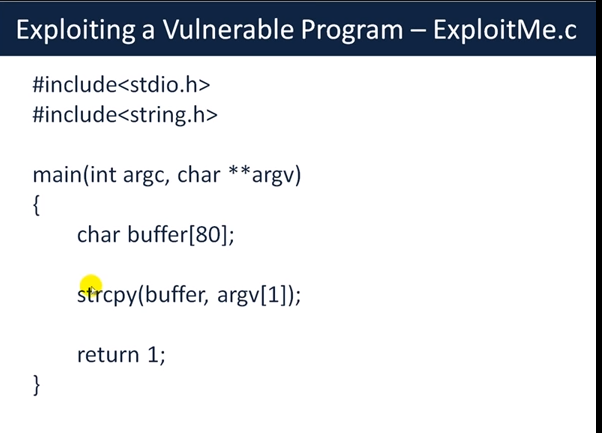 Exploiting a Vulnerable Program – ExploitMe.c
#include<stdio.h>
#include<string.h>
main(int argc, char **argv)
{
char buffer[80];
strcpy(buffer, argv[1]);
return 1;
}